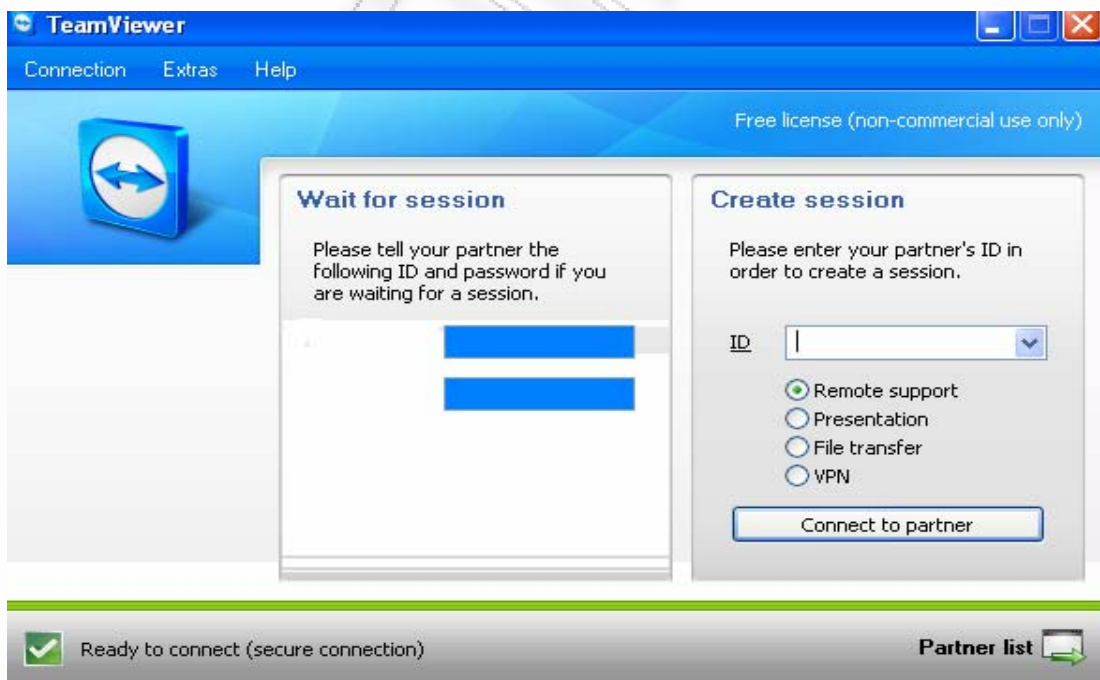 TeamViewer
Connection Extras Help
Free license (non-commercial use only)
Wait for session
Please tell your partner the
following ID and password if you
are waiting for a session.
Create session
Please enter your partner's ID in
order to create a session.
ID
Remote support
Presentation
File transfer
VPN
Connect to partner
Ready to connect (secure connection)
Partner list